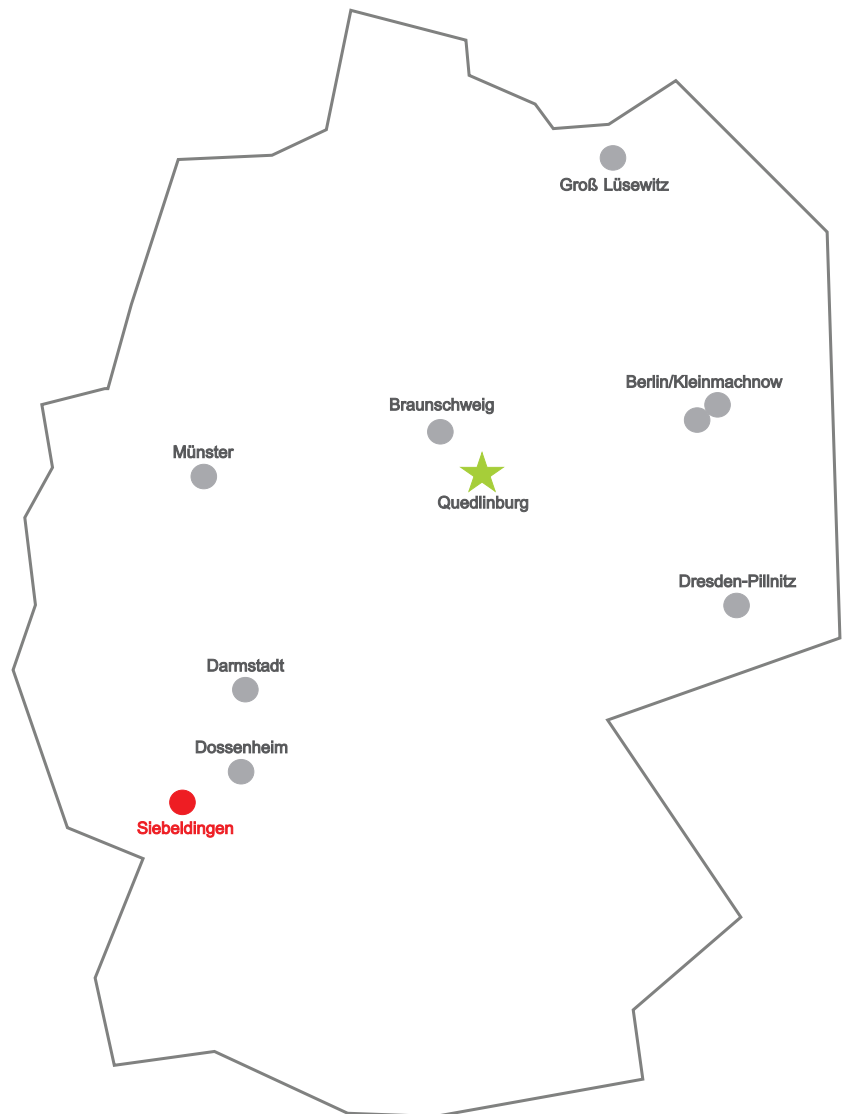 Groß Lüsewitz
Berlin/Kleinmachnow
Braunschweig
Münster
Quedlinburg
Dresden-Pillnitz
Darmstadt
Dossenheim
Siebeldingen